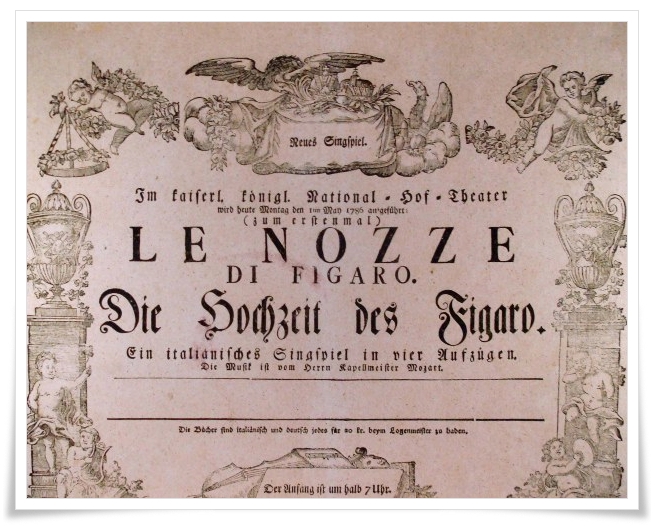 Neues Singspiel.
Im kaiserl. königl. National-Hof-Theater
wird heute Montag den 1ten May 1786 aufgeführt:
(zum erstenmal)
LE NOZZE
DI FIGARO.
Die Hochzeit des Figaro.
Ein italiänisches Singspiel in vier Aufzügen.
Die Musik ist vom Herrn Kapellmeister Mozart.
Die Bücher sind italiänisch und deutsch jedes für 20 kr. beym Logenmeister zu haben.
Der Anfang ist um halb 7 Uhr.